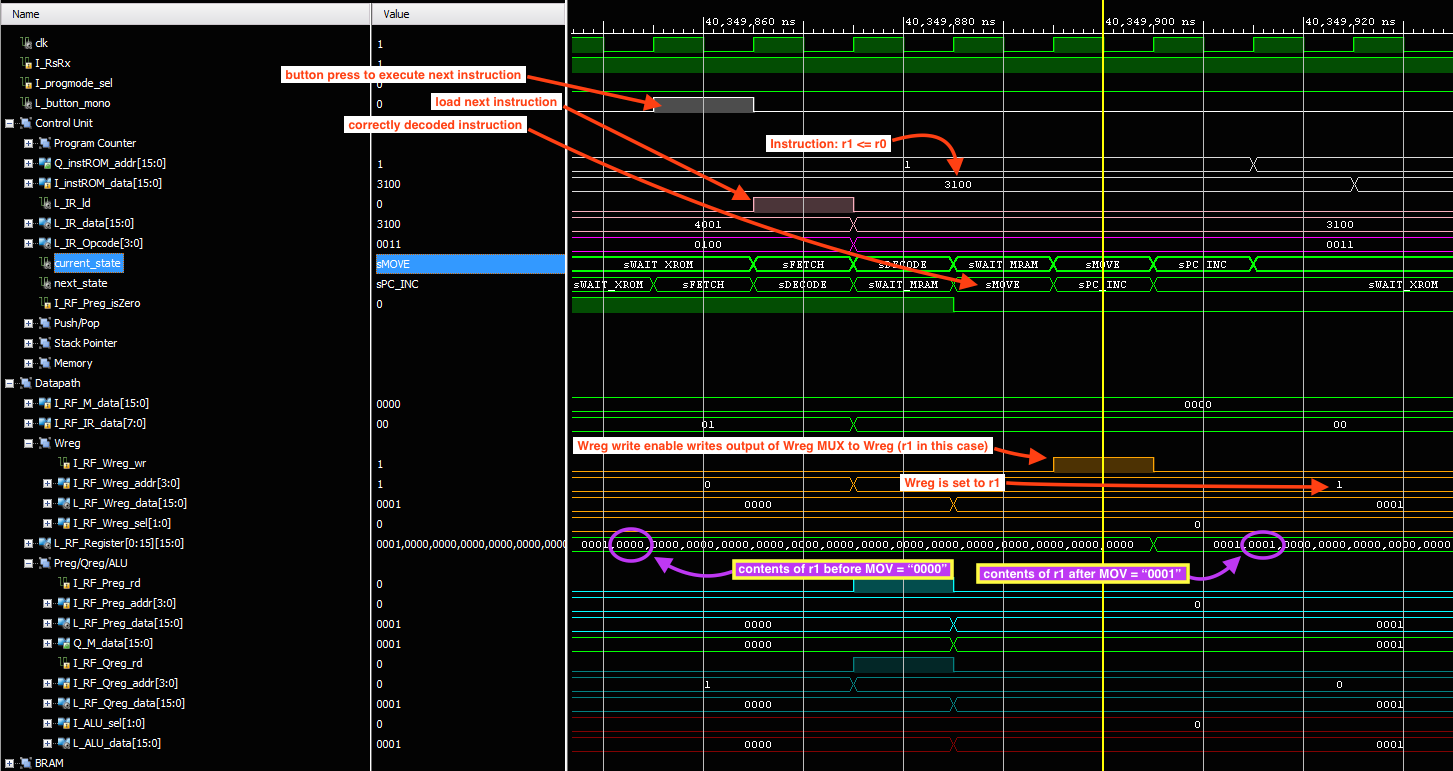 Name Value
40,349,860 ns 40,349,880 ns 40,349,900 ns 40,349,920 ns
clk 1
I_RsRx 1
I_progmode_sel 0
button press to execute next instruction
L_button_mono 0
load next instruction
Control Unit
correctly decoded instruction
Program Counter
Instruction: r1 <= r0
Q_instROM_addr[15:0] 1 1
I_instROM_data[15:0] 3100 3100
L_IR_ld 0
L_IR_data[15:0] 3100 4001 3100
L_IR_Opcode[3:0] 0011 0100 0011
current_state sMOVE sWAIT_XROM sFETCH sDECODE sWAIT_MRAM sMOVE sPC_INC
next_state sPC_INC sWAIT_XROM sFETCH sDECODE sWAIT_MRAM sMOVE sPC_INC sWAIT_XROM
I_RF_Preg_isZero 0
Push/Pop
Stack Pointer
Memory
Datapath
I_RF_M_data[15:0] 0000 0000
I_RF_IR_data[7:0] 00 01 00
Wreg
Wreg write enable writes output of Wreg MUX to Wreg (r1 in this case)
I_RF_Wreg_wr 1
I_RF_Wreg_addr[3:0] 1 0 Wreg is set to r1 1
L_RF_Wreg_data[15:0] 0001 0000 0001
I_RF_Wreg_sel[1:0] 0 0
L_RF_Register[0:15][15:0] 0001,0000,0000,0000,0000,0000,0000 0001,0000,0000,0000,0000,0000,0000,0000,0000,0000,0000,0000,0000,0000,0000,0000 0001,0001,0000,0000,0000,0000,0000
Preg/Qreg/ALU
contents of r1 before MOV = “0000” contents of r1 after MOV = “0001”
I_RF_Preg_rd 0
I_RF_Preg_addr[3:0] 0 0
L_RF_Preg_data[15:0] 0001 0000 0001
Q_M_data[15:0] 0001 0000 0001
I_RF_Qreg_rd 0
I_RF_Qreg_addr[3:0] 0 1 0
L_RF_Qreg_data[15:0] 0001 0000 0001
I_ALU_sel[1:0] 0 0
L_ALU_data[15:0] 0001 0000 0001
BRAM